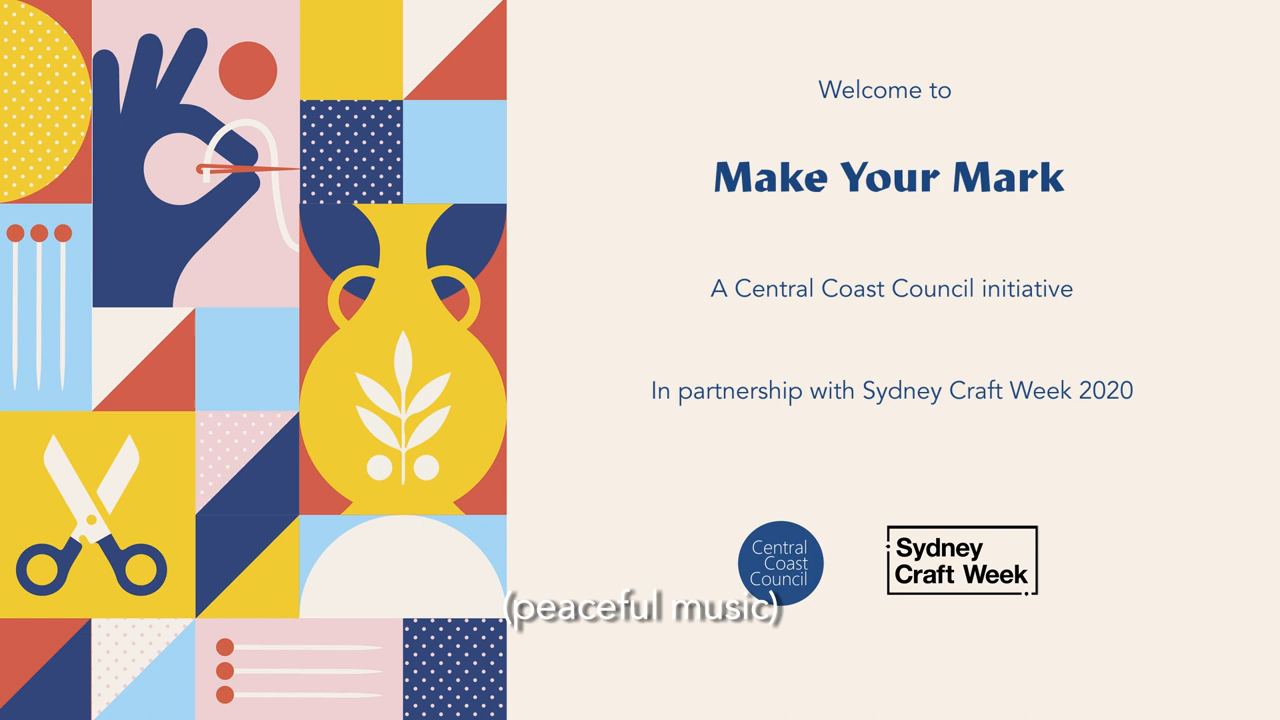 Welcome to
Make Your Mark
A Central Coast Council initiative
In partnership with Sydney Craft Week 2020
Central
Coast
Council
Sydney
Craft Week
(peaceful music)